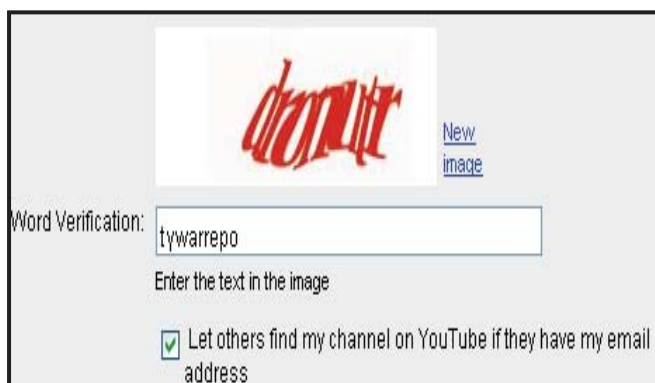 New
image
Word Verification:
tywarrepo
Enter the text in the image
Let others find my channel on YouTube if they have my email
address